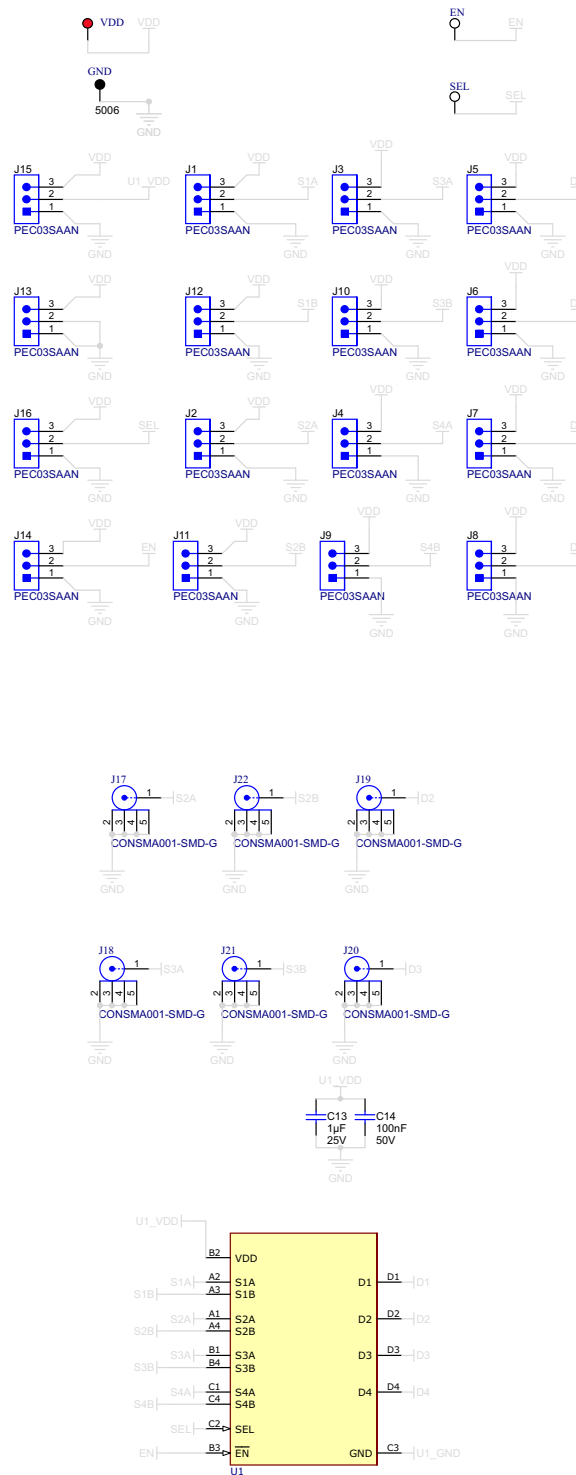 VDD VDD
EN EN
GND
5006
GND
SEL SEL
J15 VDD U1_VDD
3
2
1
PEC03SAAN
GND
J1 VDD S1A
3
2
1
PEC03SAAN
GND
J3 VDD S3A
3
2
1
PEC03SAAN
GND
J5 VDD D
3
2
1
PEC03SAAN
GND
J13 VDD
3
2
1
PEC03SAAN
GND
J12 VDD S1B
3
2
1
PEC03SAAN
GND
J10 VDD S3B
3
2
1
PEC03SAAN
GND
J6 VDD D
3
2
1
PEC03SAAN
GND
J16 VDD SEL
3
2
1
PEC03SAAN
GND
J2 VDD S2A
3
2
1
PEC03SAAN
GND
J4 VDD S4A
3
2
1
PEC03SAAN
GND
J7 VDD D
3
2
1
PEC03SAAN
GND
J14 VDD EN
3
2
1
PEC03SAAN
GND
J11 VDD S2B
3
2
1
PEC03SAAN
GND
J9 VDD S4B
3
2
1
PEC03SAAN
GND
J8 VDD D
3
2
1
PEC03SAAN
GND
J17
1 S2A
2 3 4 5
CONSMA001-SMD-G
GND
J22
1 S2B
2 3 4 5
CONSMA001-SMD-G
GND
J19
1 D2
2 3 4 5
CONSMA001-SMD-G
GND
J18
1 S3A
2 3 4 5
CONSMA001-SMD-G
GND
J21
1 S3B
2 3 4 5
CONSMA001-SMD-G
GND
J20
1 D3
2 3 4 5
CONSMA001-SMD-G
GND
U1_VDD
C13
1µF
25V
C14
100nF
50V
GND
U1_VDD B2 VDD
S1A A2 S1A D1 D1 D1
S1B A3 S1B
S2A A1 S2A D2 D2 D2
S2B A4 S2B
S3A B1 S3A D3 D3 D3
S3B B4 S3B
S4A C1 S4A D4 D4 D4
S4B C4 S4B
SEL C2 SEL
EN B3 EN GND C3 U1_GND
U1